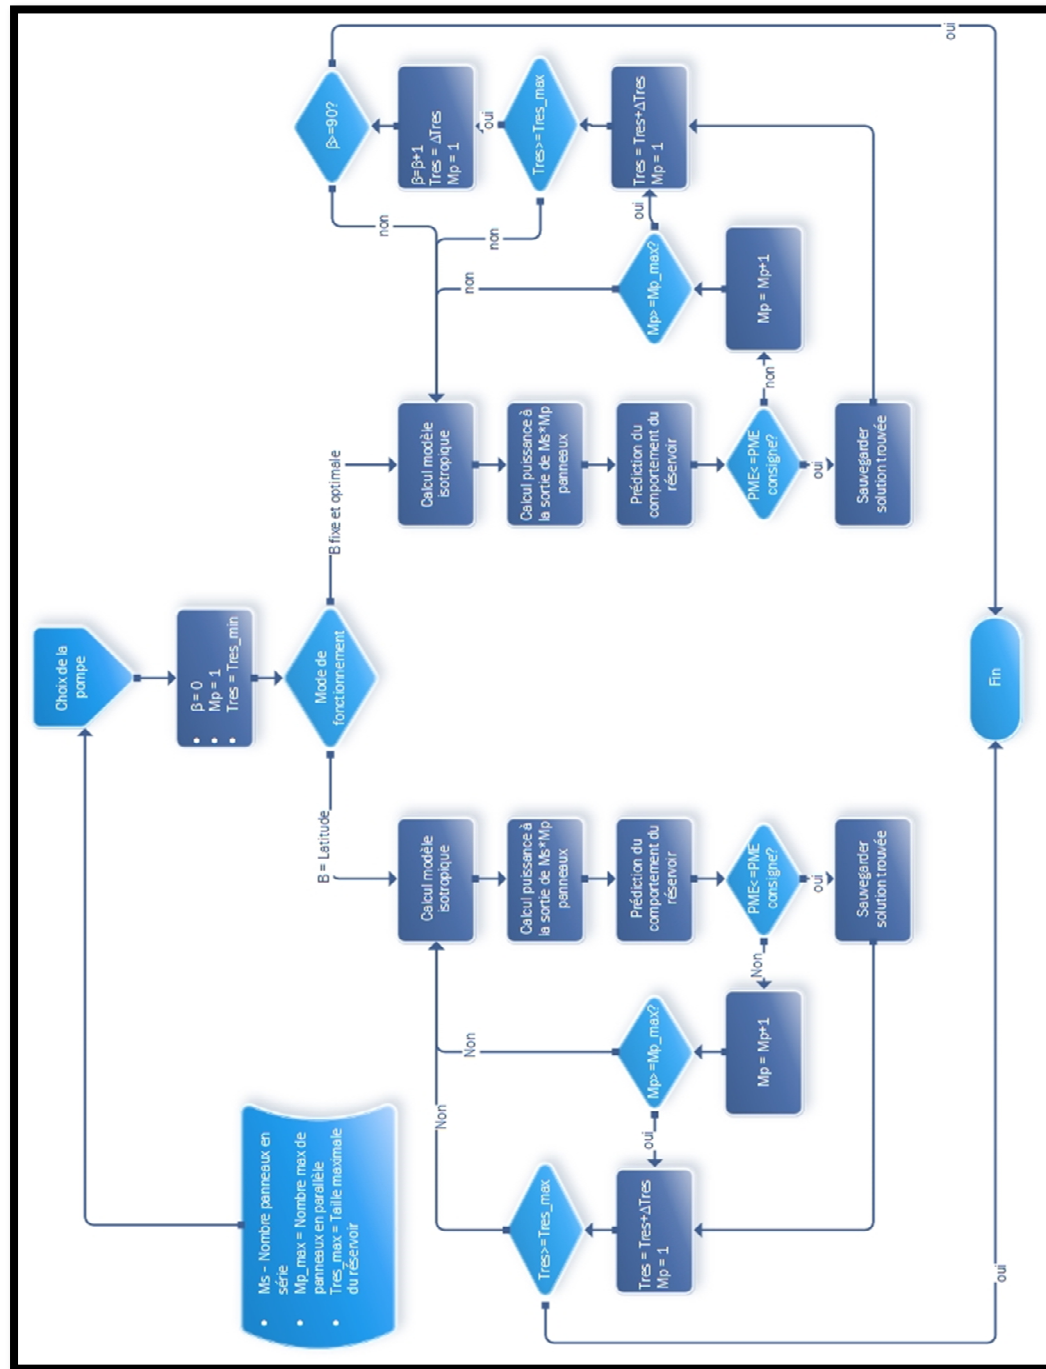 Ms – Nombre panneaux en
série
Mp_max = Nombre max de
panneaux en parallèle
Tres_max = Taille maximale
du réservoir
Choix de la
pompe
β = 0
Mp = 1
Tres = Tres_min
Mode de
fonctionnement
B = Latitude
B fixe et optimale
Calcul modèle
isotropique
Calcul puissance à
la sortie de Ms*Mp
panneaux
Prédiction du
comportement du
réservoir
PME<=PME
consigne?
Non
oui
Sauvegarder
solution trouvée
Mp = Mp+1
Mp>=Mp_max?
Non
oui
Tres = Tres+ΔTres
Mp = 1
Tres>=Tres_max
Non
oui
Calcul modèle
isotropique
Calcul puissance à
la sortie de Ms*Mp
panneaux
Prédiction du
comportement du
réservoir
PME<=PME
consigne?
non
oui
Sauvegarder
solution trouvée
Mp = Mp+1
Mp>=Mp_max?
non
oui
Tres = Tres+ΔTres
Mp = 1
Tres>=Tres_max
non
oui
β=β+1
Tres = ΔTres
Mp = 1
β>=90?
non
oui
Fin